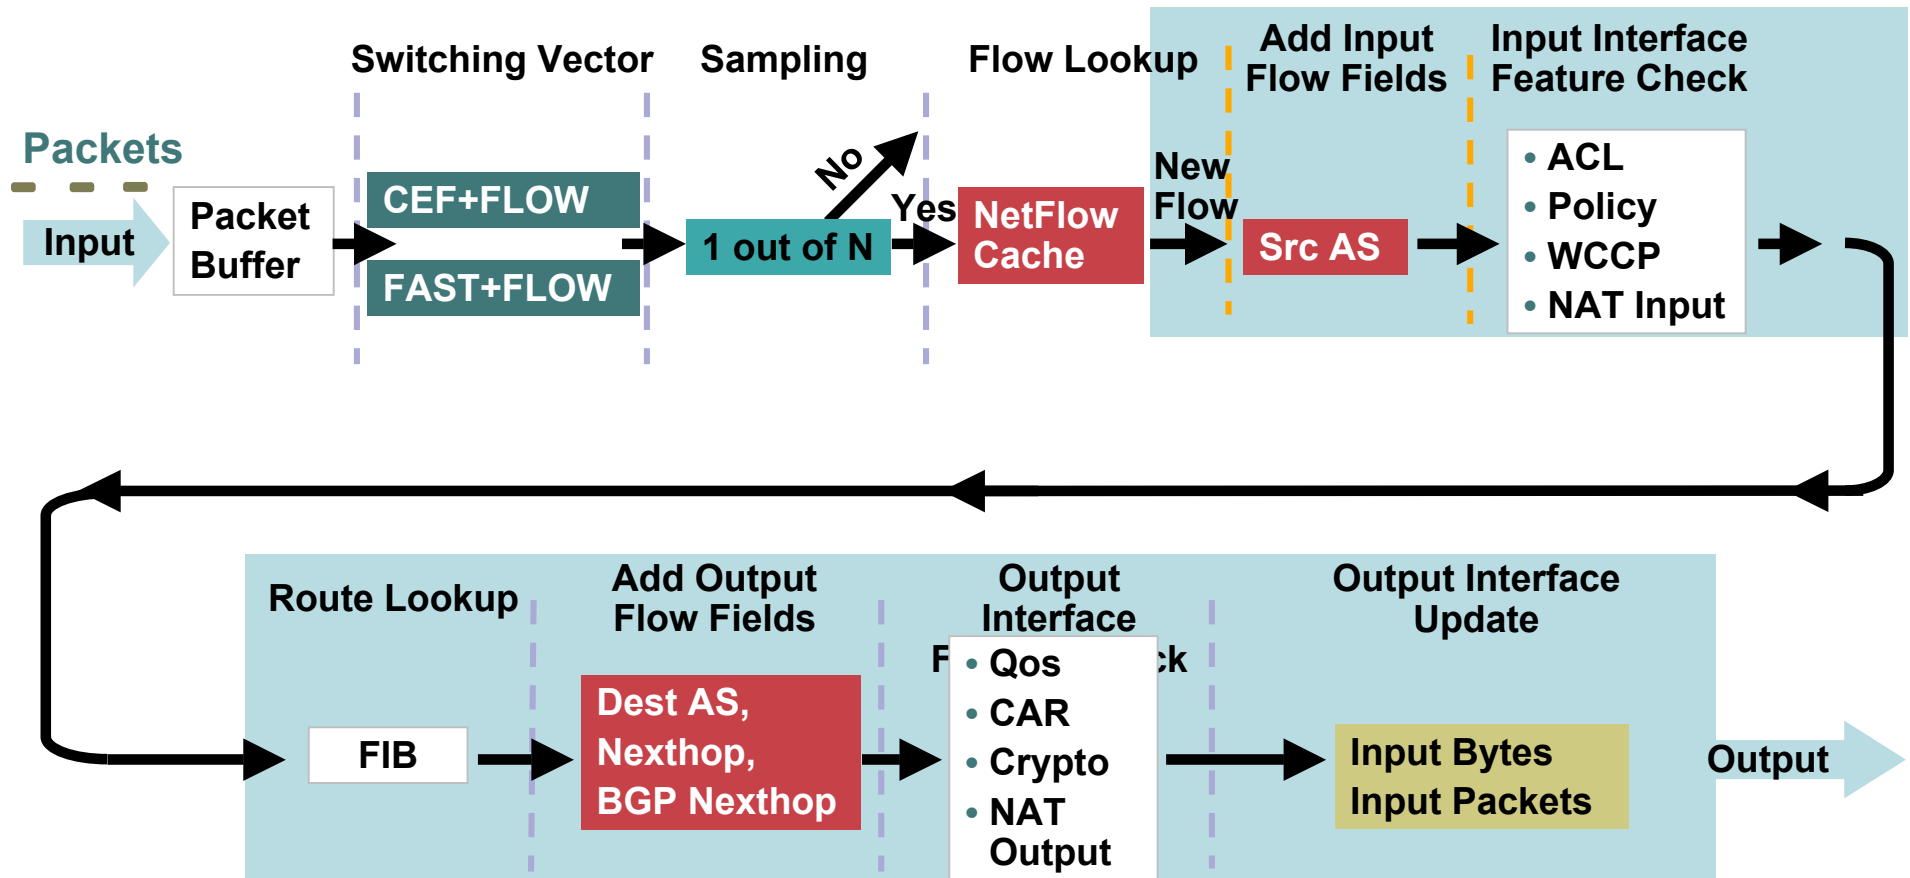 Switching Vector
Sampling
Flow Lookup
Add Input
Flow Fields
Input Interface
Feature Check
Packets
Input
Packet
Buffer
CEF+FLOW
FAST+FLOW
1 out of N
No
Yes
NetFlow
Cache
New
Flow
Src AS
• ACL
• Policy
• WCCP
• NAT Input
Route Lookup
Add Output
Flow Fields
Output
Interface
Output Interface
Update
FIB
Dest AS,
Nexthop,
BGP Nexthop
• Qos
• CAR
• Crypto
• NAT
Output
Input Bytes
Input Packets
Output